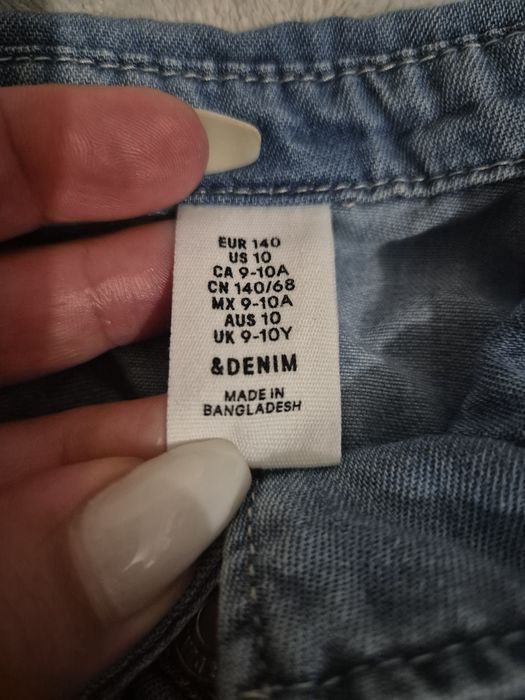 EUR 140
US 10
CA 9-10A
CN 140/68
MX 9-10A
AUS 10
UK 9-10Y
&DENIM
MADE IN
BANGLADESH